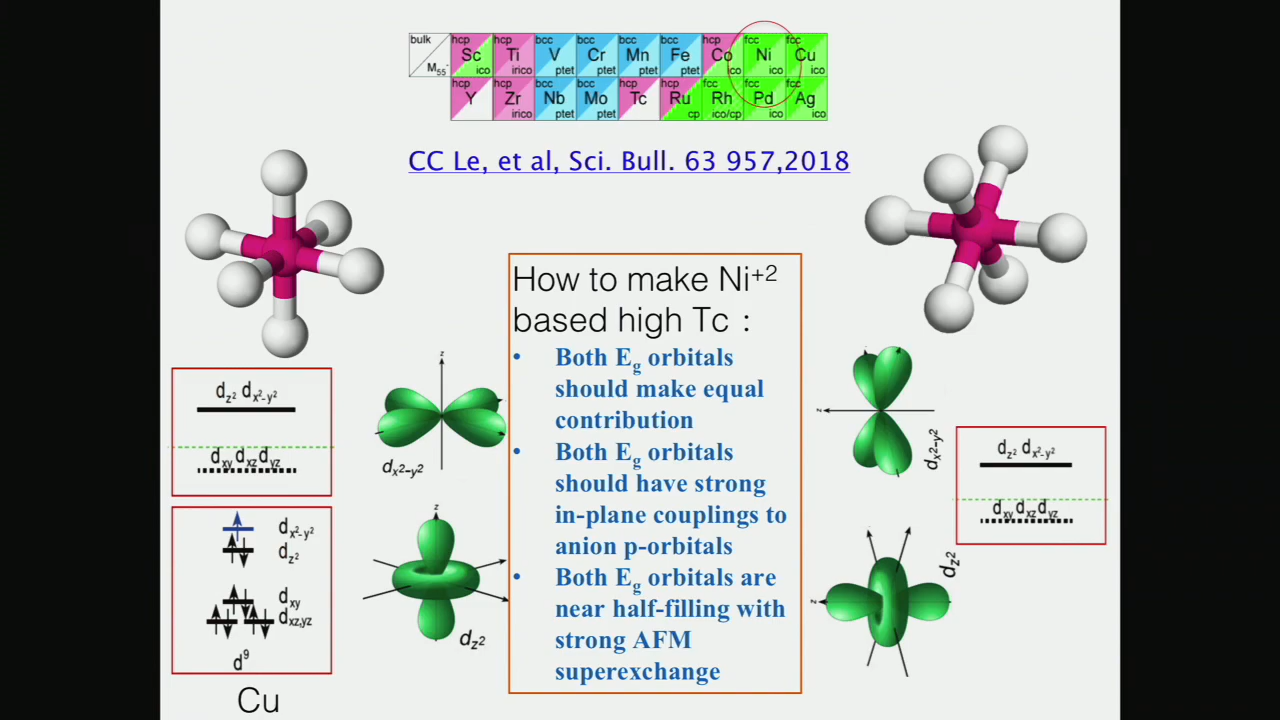 bulk hcp hcp bcc bcc bcc bcc hcp fcc fcc
Sc Ti V Cr Mn Fe Co Ni Cu
M55- ico irico ptet ptet ptet ptet ico ico ico
hcp hcp bcc bcc hcp hcp fcc fcc fcc
Y Zr Nb Mo Tc Ru Rh Pd Ag
irico ptet ptet cp ico/cp ico ico
CC Le, et al, Sci. Bull. 63 957,2018
How to make Ni+2
based high Tc :
• Both Eg orbitals
should make equal
contribution
• Both Eg orbitals
should have strong
in-plane couplings to
anion p-orbitals
• Both Eg orbitals are
near half-filling with
strong AFM
superexchange
dz2 dx2-y2
dxy dxz dyz
dx2-y2
dz2
dxy
dxz,yz
d9
Cu
z
dx2-y2
z
dz2
z
dx2-y2
z
dz2
dz2 dx2-y2
dxy dxz dyz